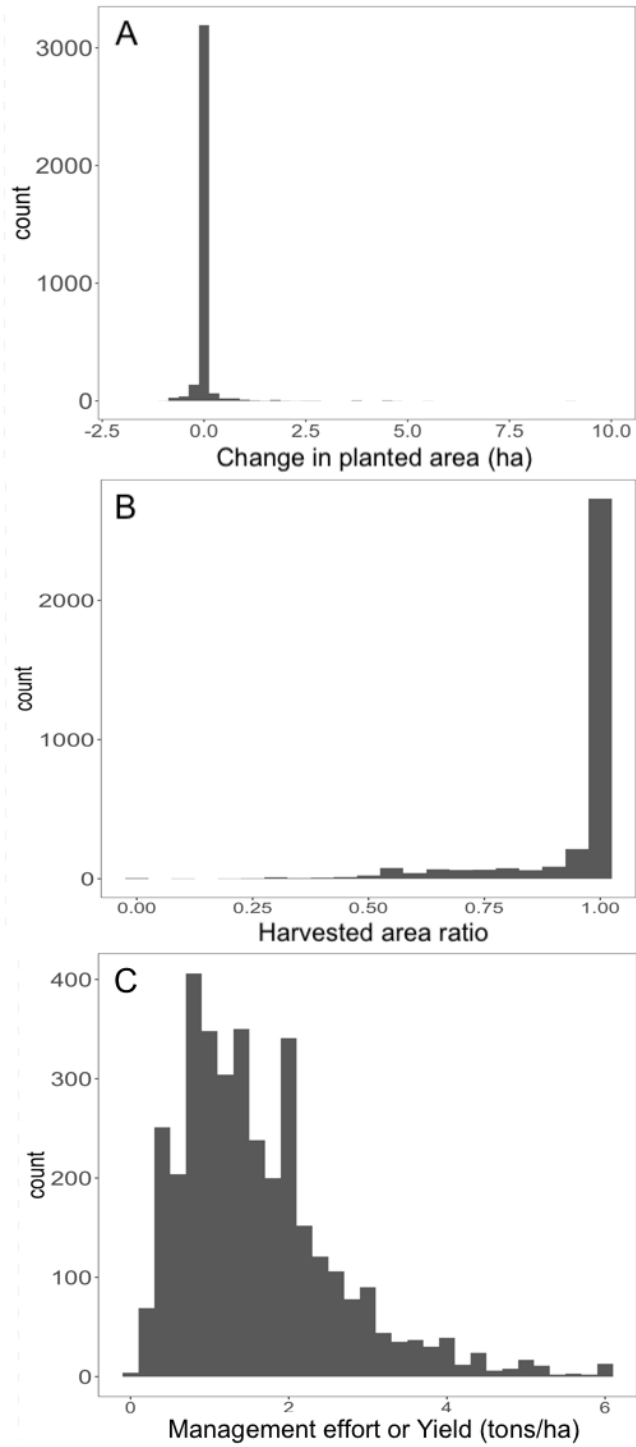 A
3000
2000
1000
0
count
-2.5 0.0 2.5 5.0 7.5 10.0
Change in planted area (ha)
B
2000
1000
0
count
0.00 0.25 0.50 0.75 1.00
Harvested area ratio
C
400
300
200
100
0
count
0 2 4 6
Management effort or Yield (tons/ha)